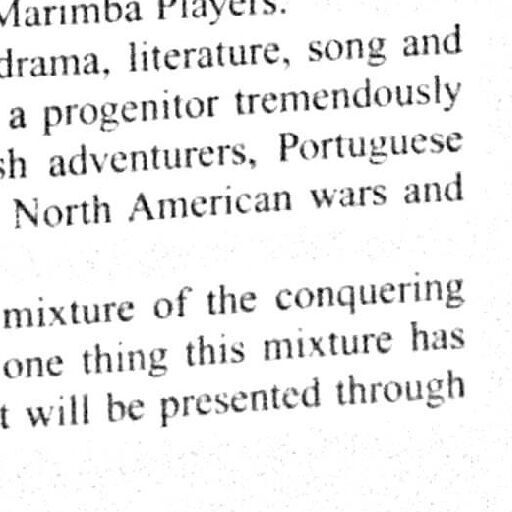 Marimba Players.
drama, literature, song and
a progenitor tremendously
sh adventurers, Portuguese
North American wars and
mixture of the conquering
one thing this mixture has
t will be presented through